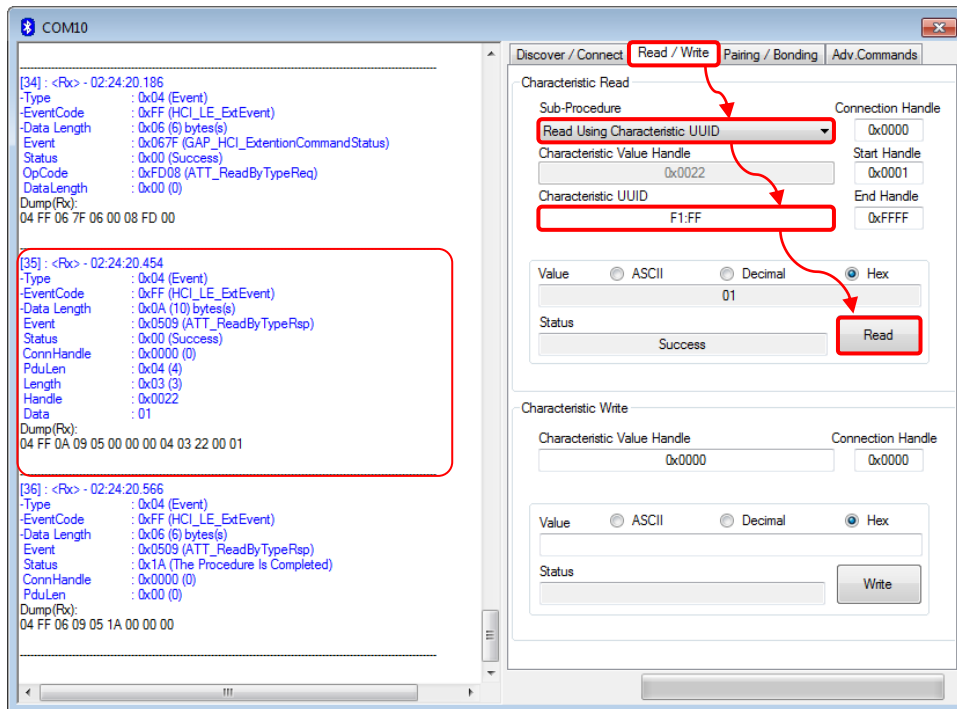 COM10
[34] : <Rx> - 02:24:20.186
-Type : 0x04 (Event)
-EventCode : 0xFF (HCI_LE_ExtEvent)
-Data Length : 0x06 (6) bytes(s)
Event : 0x067F (GAP_HCI_ExtentionCommandStatus)
Status : 0x00 (Success)
OpCode : 0xFD08 (ATT_ReadByTypeReq)
DataLength : 0x00 (0)
Dump(Rx):
04 FF 06 7F 06 00 08 FD 00
[35] : <Rx> - 02:24:20.454
-Type : 0x04 (Event)
-EventCode : 0xFF (HCI_LE_ExtEvent)
-Data Length : 0x0A (10) bytes(s)
Event : 0x0509 (ATT_ReadByTypeRsp)
Status : 0x00 (Success)
ConnHandle : 0x0000 (0)
PduLen : 0x04 (4)
Length : 0x03 (3)
Handle : 0x0022
Data : 01
Dump(Rx):
04 FF 0A 09 05 00 00 00 04 03 22 00 01
[36] : <Rx> - 02:24:20.566
-Type : 0x04 (Event)
-EventCode : 0xFF (HCI_LE_ExtEvent)
-Data Length : 0x06 (6) bytes(s)
Event : 0x0509 (ATT_ReadByTypeRsp)
Status : 0x1A (The Procedure Is Completed)
ConnHandle : 0x0000 (0)
PduLen : 0x00 (0)
Dump(Rx):
04 FF 06 09 05 1A 00 00 00
Discover / Connect Read / Write Pairing / Bonding Adv.Commands
Characteristic Read
Sub-Procedure Connection Handle
Read Using Characteristic UUID 0x0000
Characteristic Value Handle Start Handle
0x0022 0x0001
Characteristic UUID End Handle
F1:FF 0xFFFF
Value ASCII Decimal Hex
01
Status
Success Read
Characteristic Write
Characteristic Value Handle Connection Handle
0x0000 0x0000
Value ASCII Decimal Hex
Status
Write